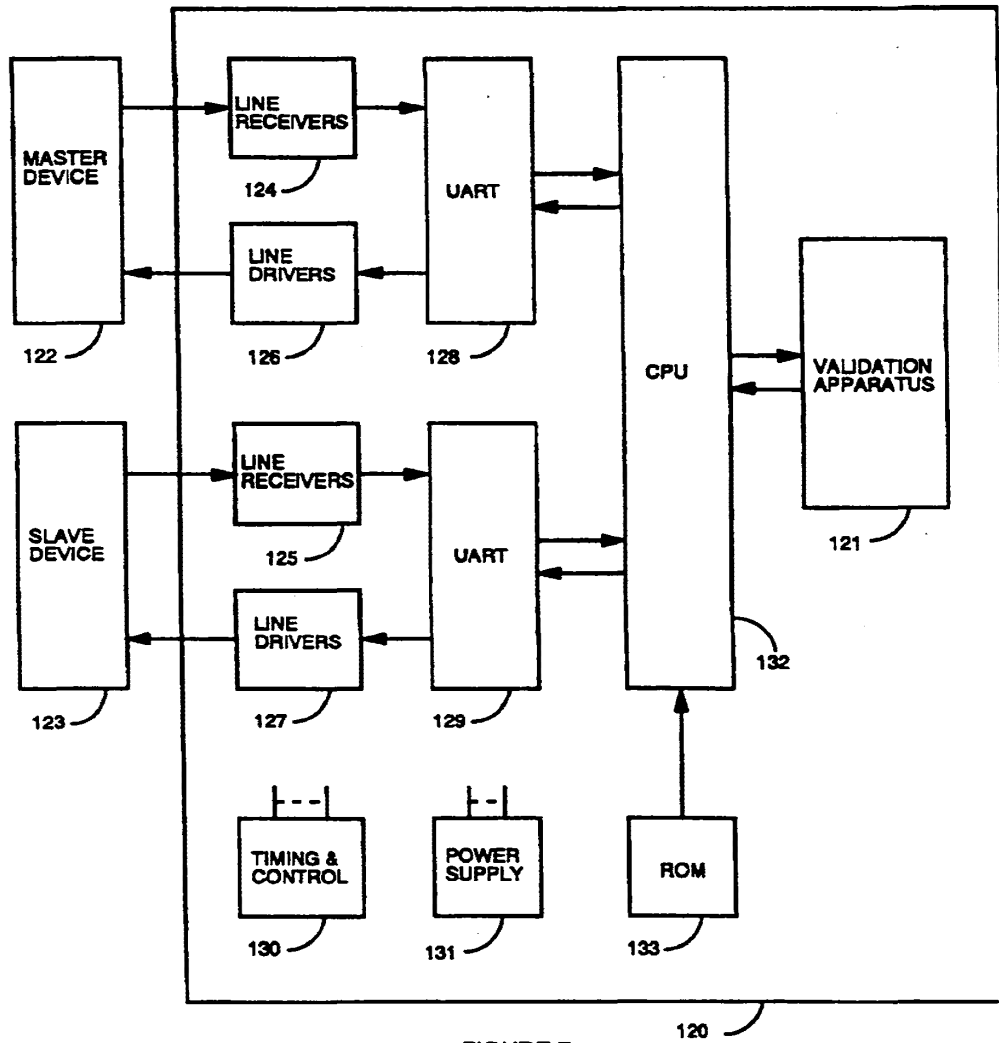 MASTER
DEVICE
122
LINE
RECEIVERS
124
LINE
DRIVERS
126
UART
128
CPU
132
VALIDATION
APPARATUS
121
SLAVE
DEVICE
123
LINE
RECEIVERS
125
LINE
DRIVERS
127
UART
129
TIMING &
CONTROL
130
POWER
SUPPLY
131
ROM
133
120